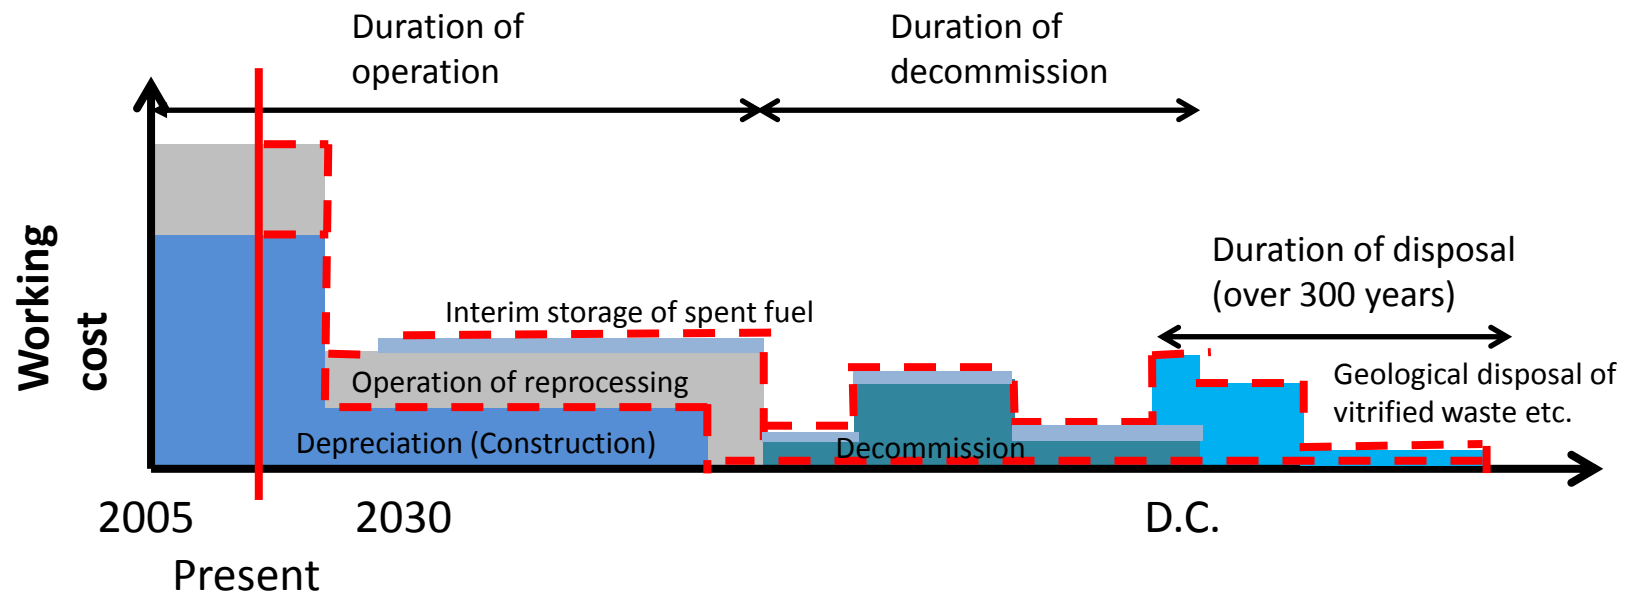 Duration of
operation
Duration of
decommission
Working
cost
Duration of disposal
(over 300 years)
Interim storage of spent fuel
Operation of reprocessing
Geological disposal of
vitrified waste etc.
Depreciation (Construction)
Decommission
2005
2030
D.C.
Present